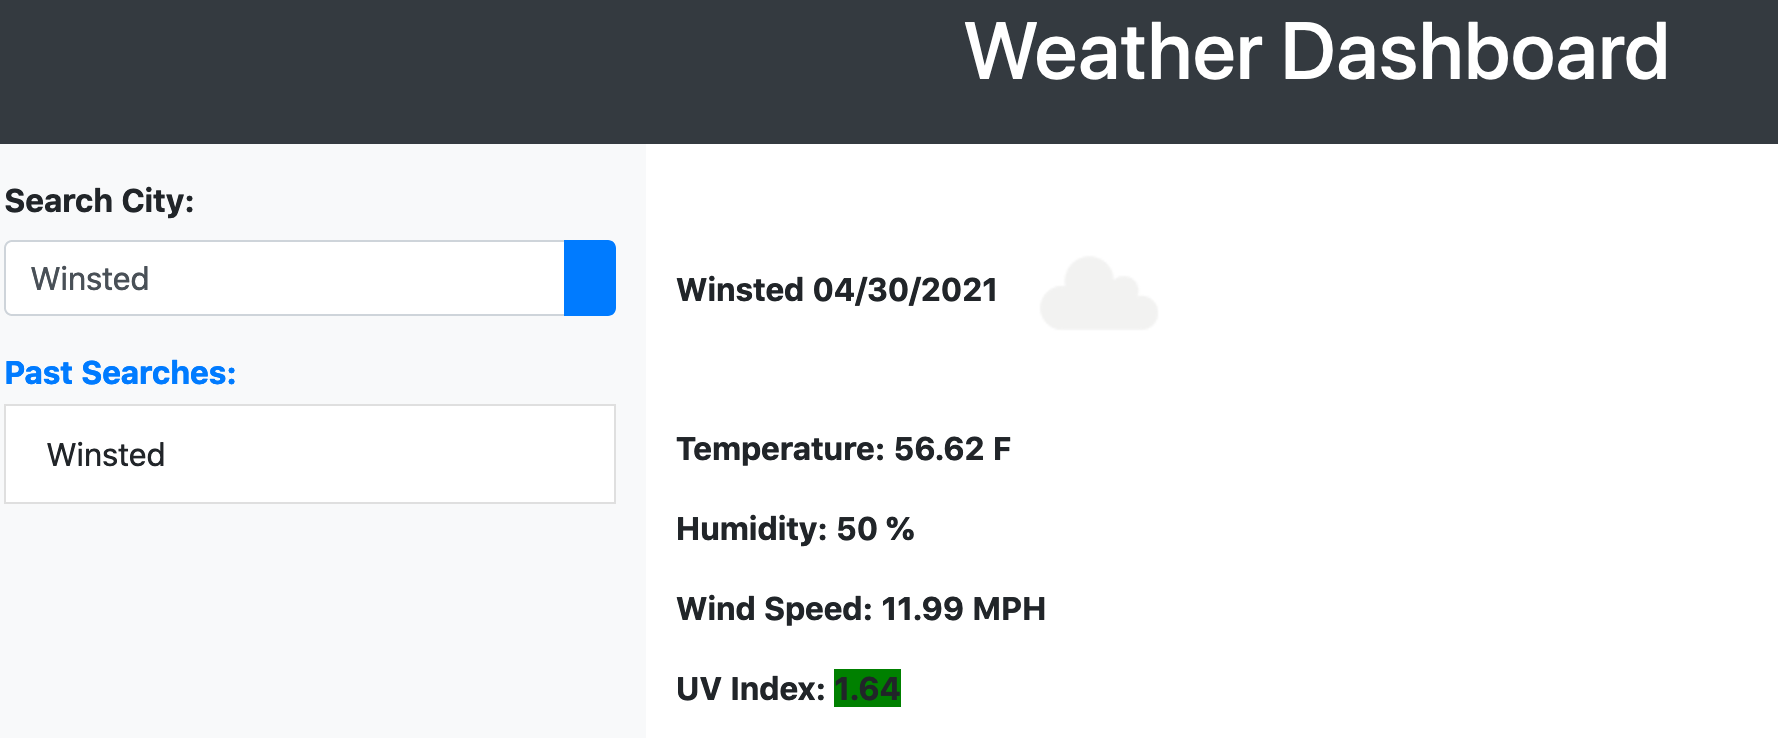 Weather Dashboard
Search City:
Winsted
Past Searches:
Winsted
Winsted 04/30/2021
Temperature: 56.62 F
Humidity: 50 %
Wind Speed: 11.99 MPH
UV Index: 1.64